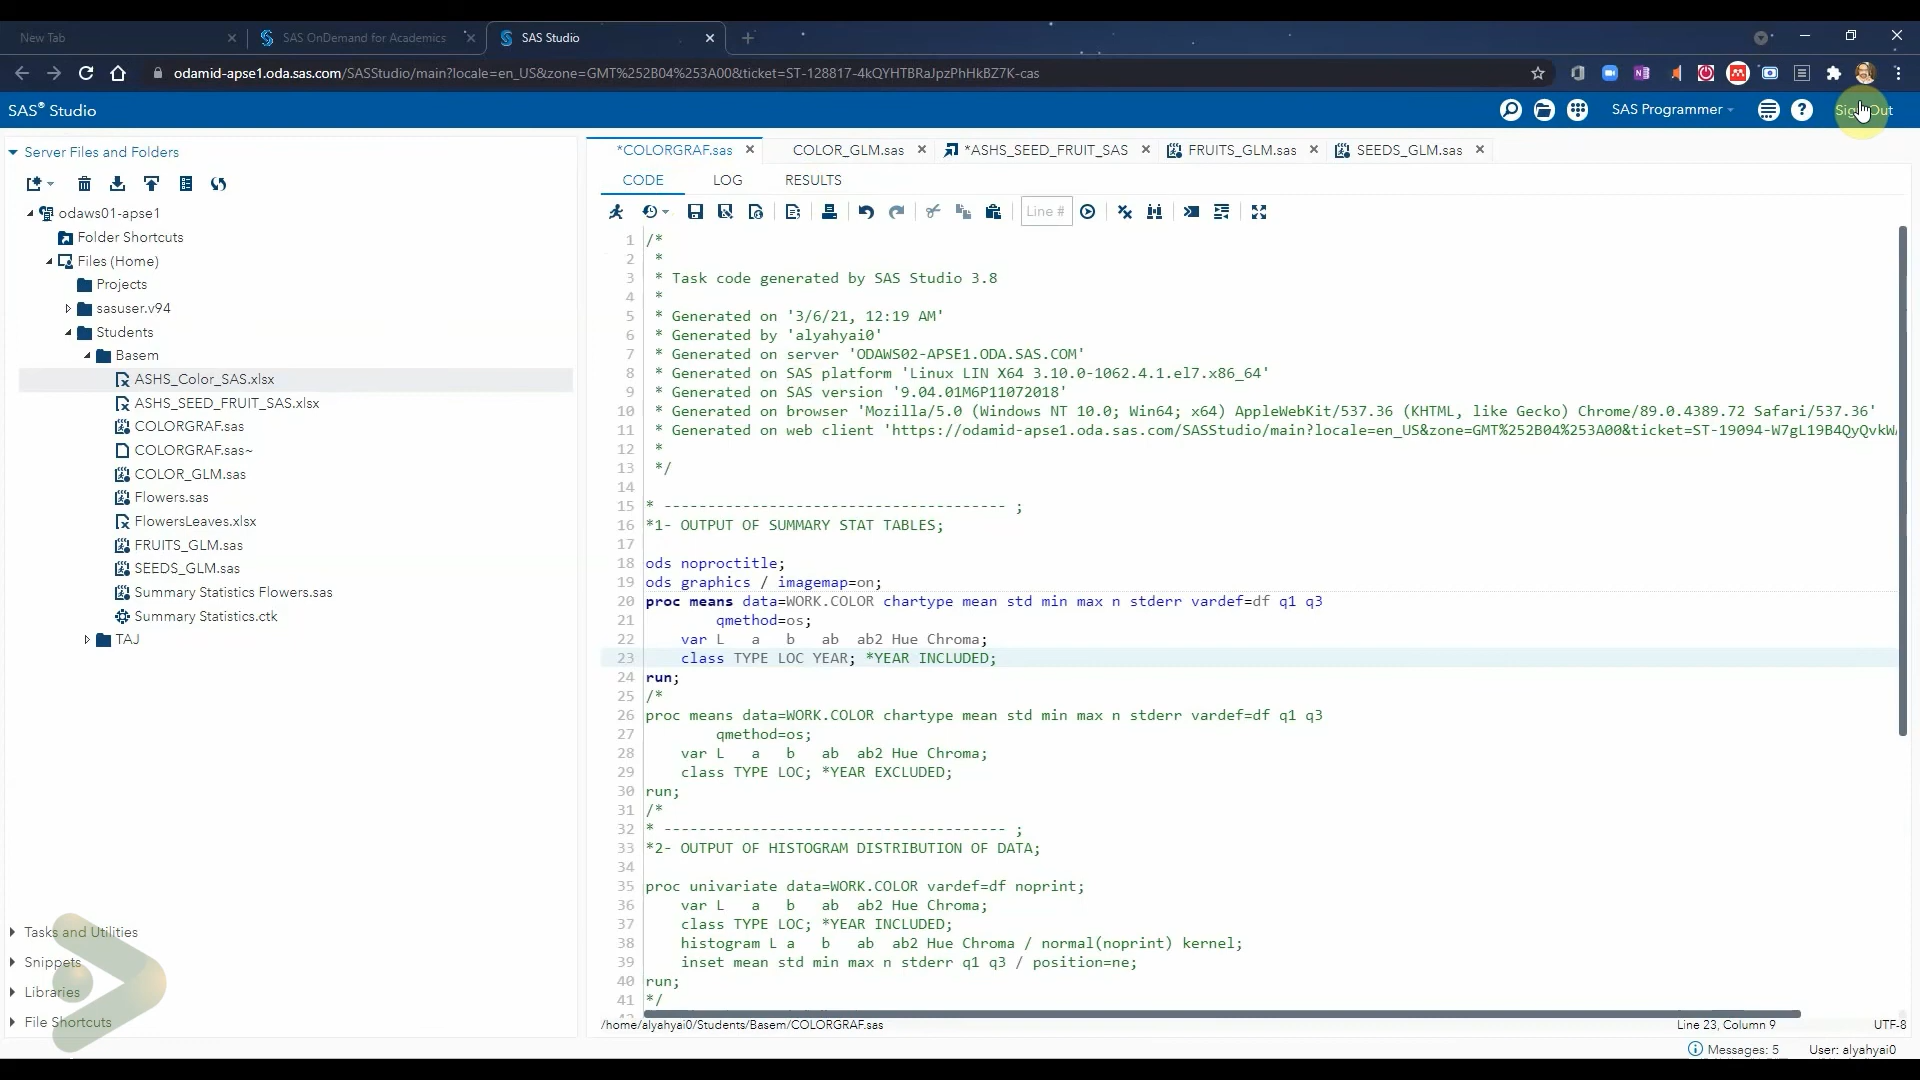 New Tab
SAS OnDemand for Academics
SAS Studio
odamid-apse1.oda.sas.com/SASStudio/main?locale=en_US&zone=GMT%252B04%253A00&ticket=ST-128817-4kQYHTBRaJpzPhHkBZ7K-cas
SAS® Studio
SAS Programmer
Sign Out
Server Files and Folders
odaws01-apse1
Folder Shortcuts
Files (Home)
Projects
sasuser.v94
Students
Basem
ASHS_Color_SAS.xlsx
ASHS_SEED_FRUIT_SAS.xlsx
COLORGRAF.sas
COLORGRAF.sas~
COLOR_GLM.sas
Flowers.sas
FlowersLeaves.xlsx
FRUITS_GLM.sas
SEEDS_GLM.sas
Summary Statistics Flowers.sas
Summary Statistics.ctk
TAJ
Tasks and Utilities
Snippets
Libraries
File Shortcuts
*COLORGRAF.sas
COLOR_GLM.sas
*ASHS_SEED_FRUIT_SAS
FRUITS_GLM.sas
SEEDS_GLM.sas
CODE LOG RESULTS
Line #
1 /*
2 *
3 * Task code generated by SAS Studio 3.8
4 *
5 * Generated on '3/6/21, 12:19 AM'
6 * Generated by 'alyahyai0'
7 * Generated on server 'ODAWS02-APSE1.ODA.SAS.COM'
8 * Generated on SAS platform 'Linux LIN X64 3.10.0-1062.4.1.el7.x86_64'
9 * Generated on SAS version '9.04.01M6P11072018'
10 * Generated on browser 'Mozilla/5.0 (Windows NT 10.0; Win64; x64) AppleWebKit/537.36 (KHTML, like Gecko) Chrome/89.0.4389.72 Safari/537.36'
11 * Generated on web client 'https://odamid-apse1.oda.sas.com/SASStudio/main?locale=en_US&zone=GMT%252B04%253A00&ticket=ST-19094-W7gL19B4QyQvkW
12 *
13 */
14
15 * --------------------------------------- ;
16 *1- OUTPUT OF SUMMARY STAT TABLES;
17
18 ods noproctitle;
19 ods graphics / imagemap=on;
20 proc means data=WORK.COLOR chartype mean std min max n stderr vardef=df q1 q3
21 qmethod=os;
22 var L a b ab ab2 Hue Chroma;
23 class TYPE LOC YEAR; *YEAR INCLUDED;
24 run;
25 /*
26 proc means data=WORK.COLOR chartype mean std min max n stderr vardef=df q1 q3
27 qmethod=os;
28 var L a b ab ab2 Hue Chroma;
29 class TYPE LOC; *YEAR EXCLUDED;
30 run;
31 /*
32 * --------------------------------------- ;
33 *2- OUTPUT OF HISTOGRAM DISTRIBUTION OF DATA;
34
35 proc univariate data=WORK.COLOR vardef=df noprint;
36 var L a b ab ab2 Hue Chroma;
37 class TYPE LOC; *YEAR INCLUDED;
38 histogram L a b ab ab2 Hue Chroma / normal(noprint) kernel;
39 inset mean std min max n stderr q1 q3 / position=ne;
40 run;
41 */
/home/alyahyai0/Students/Basem/COLORGRAF.sas
Line 23, Column 9
UTF-8
Messages: 5
User: alyahyai0